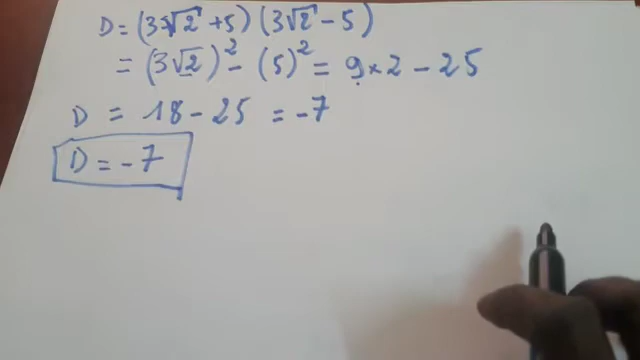 D = (3√2 + 5) (3√2 - 5)
= (3√2)² - (5)² = 9 × 2 - 25
D = 18 - 25 = -7
D = -7